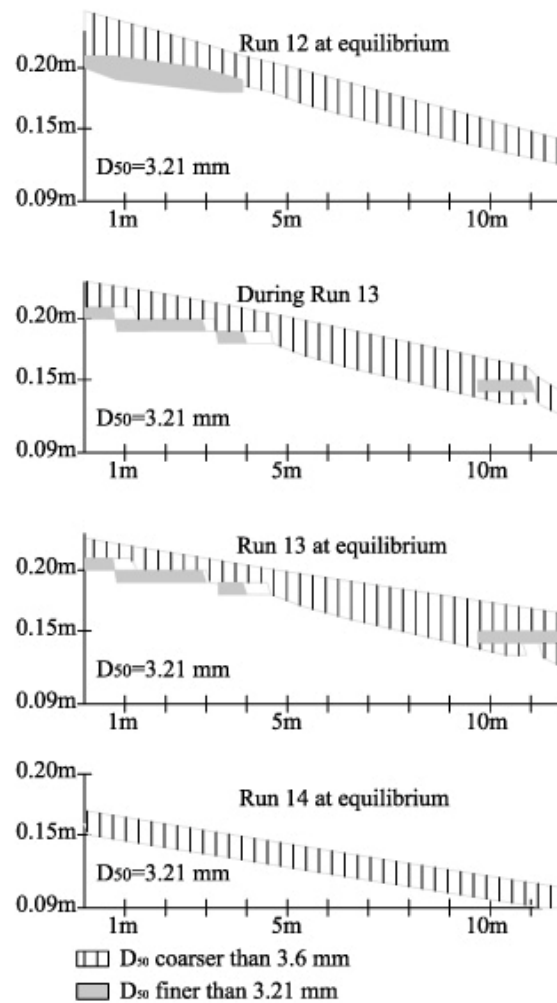 Run 12 at equilibrium
0.20m
0.15m
D50=3.21 mm
0.09m
1m 5m 10m
During Run 13
0.20m
0.15m
D50=3.21 mm
0.09m
1m 5m 10m
Run 13 at equilibrium
0.20m
0.15m
D50=3.21 mm
0.09m
1m 5m 10m
0.20m
Run 14 at equilibrium
0.15m
D50=3.21 mm
0.09m
1m 5m 10m
D50 coarser than 3.6 mm
D50 finer than 3.21 mm